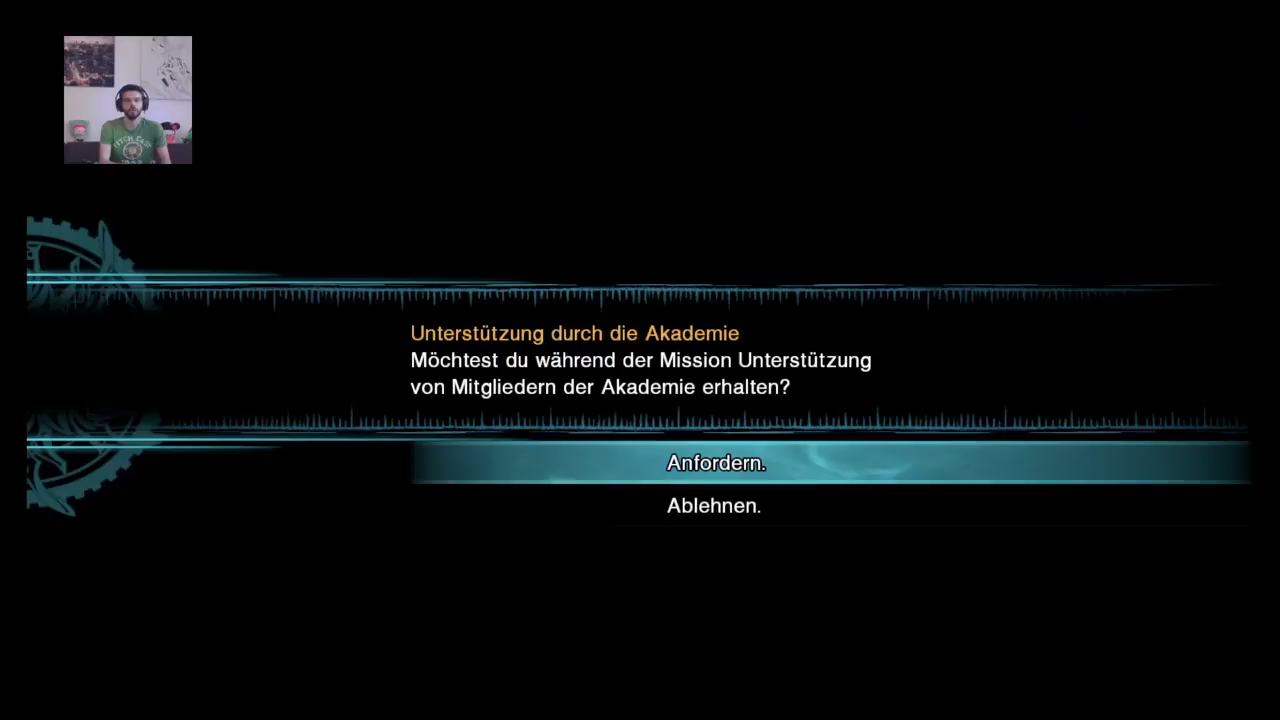 Unterstützung durch die Akademie
Möchtest du während der Mission Unterstützung
von Mitgliedern der Akademie erhalten?
Anfordern.
Ablehnen.